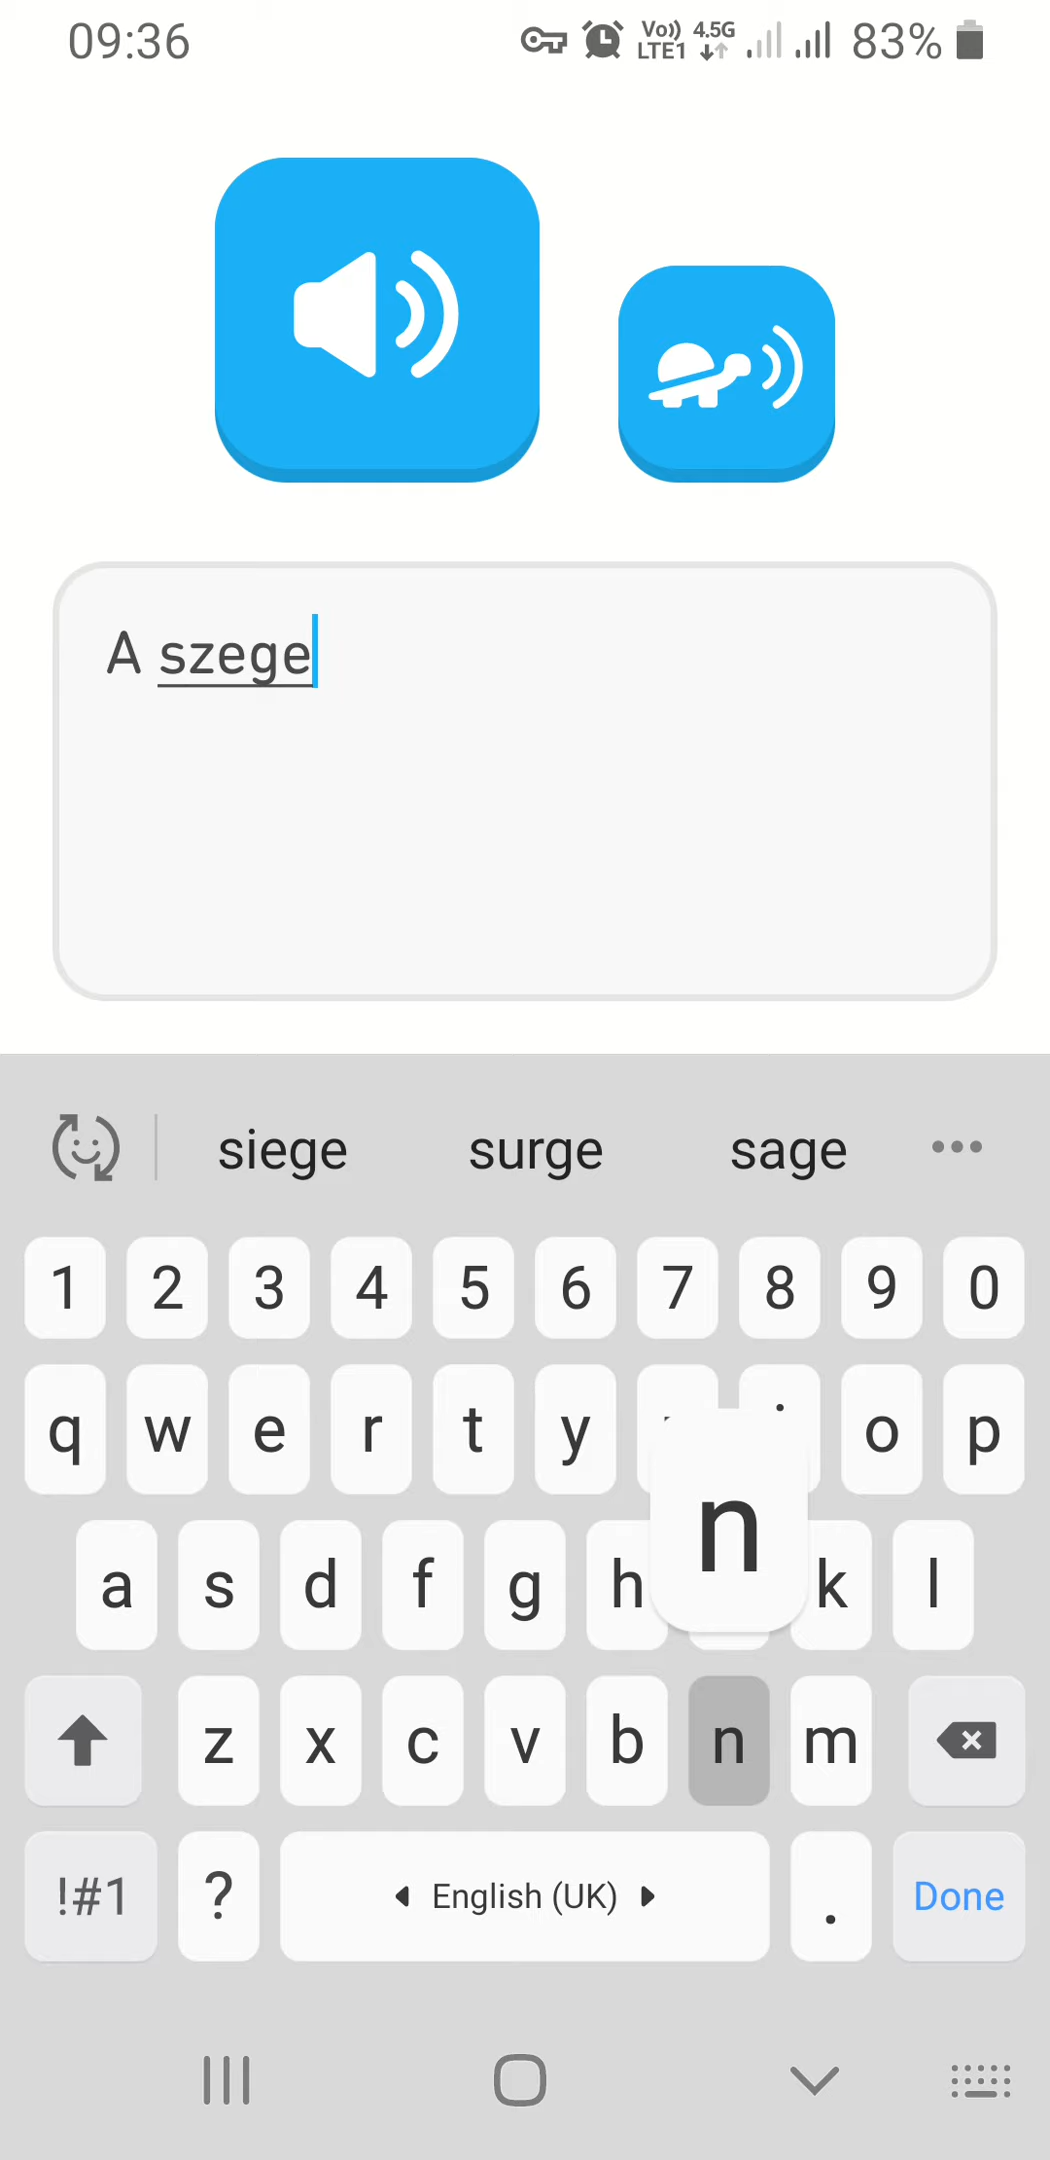 09:36 Vo)) LTE1 4.5G 83%
A szege
siege surge sage
1 2 3 4 5 6 7 8 9 0
q w e r t y o p
n
a s d f g h k l
z x c v b n m
!#1 ? English (UK) . Done